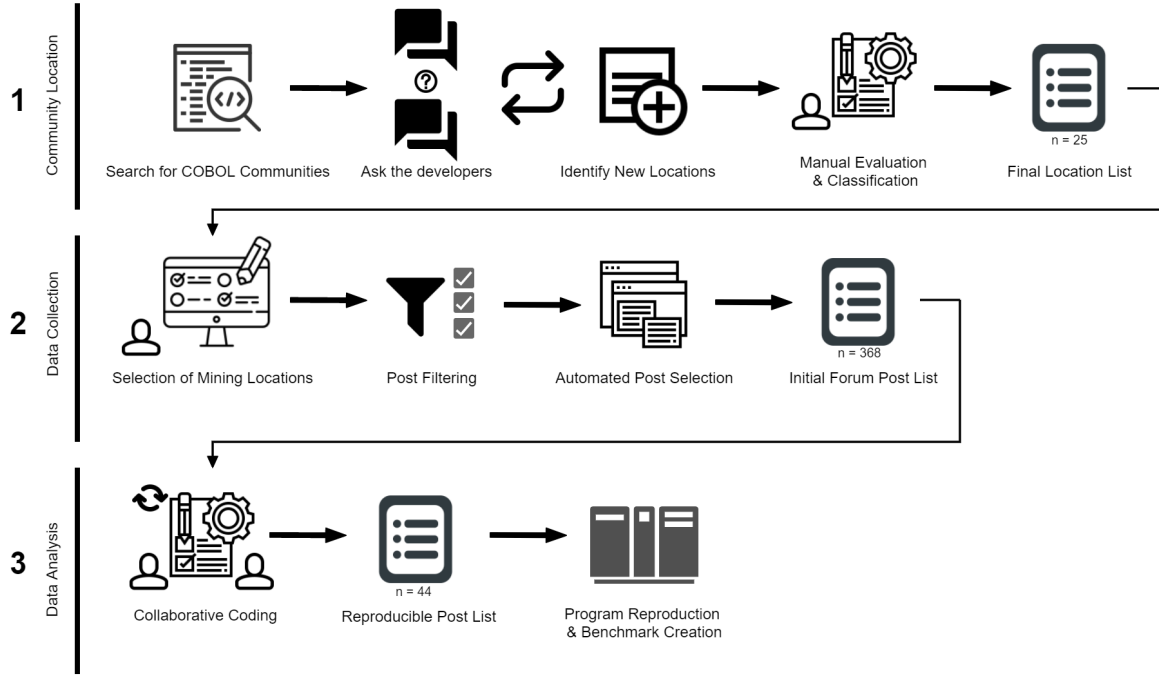 1
Community Location
?
</>
Search for COBOL Communities
Ask the developers
Identify New Locations
Manual Evaluation
& Classification
n = 25
Final Location List
2
Data Collection
Selection of Mining Locations
Post Filtering
Automated Post Selection
n = 368
Initial Forum Post List
3
Data Analysis
Collaborative Coding
n = 44
Reproducible Post List
Program Reproduction
& Benchmark Creation